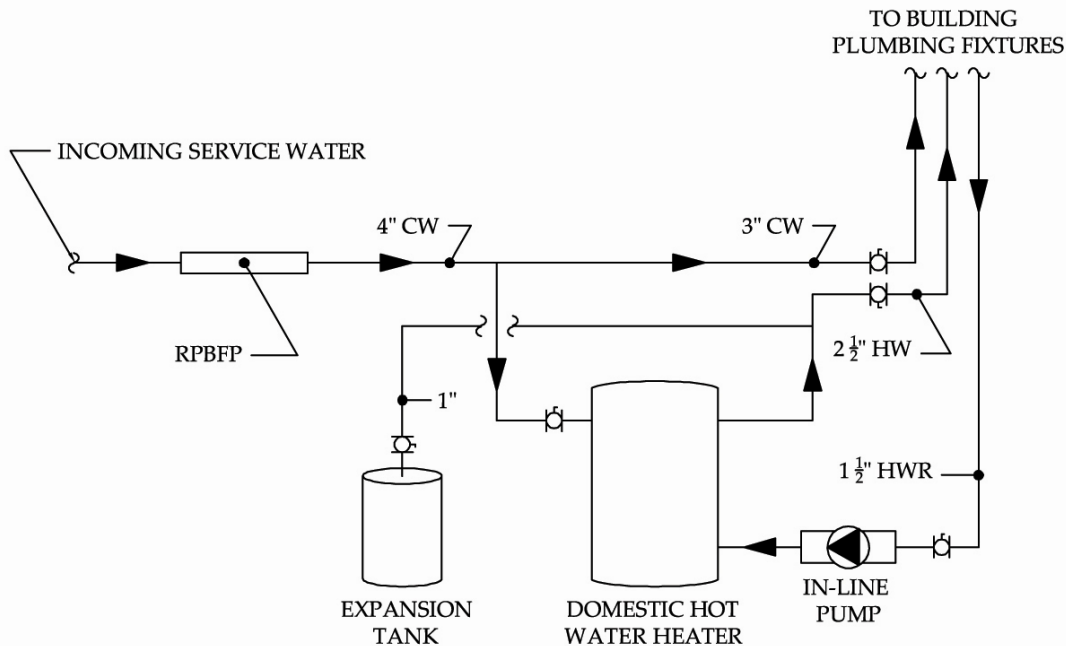 TO BUILDING
PLUMBING FIXTURES
INCOMING SERVICE WATER
4" CW
3" CW
RPBFP
2 ½" HW
1"
1 ½" HWR
EXPANSION
TANK
DOMESTIC HOT
WATER HEATER
IN-LINE
PUMP